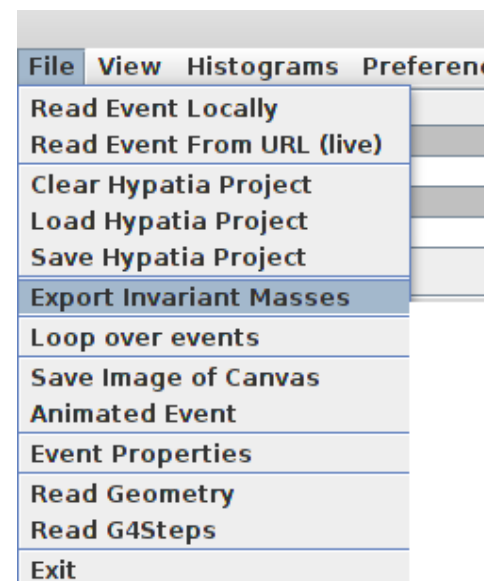 File View Histograms
Read Event Locally
Read Event From URL (live)
Clear Hypatia Project
Load Hypatia Project
Save Hypatia Project
Export Invariant Masses
Loop over events
Save Image of Canvas
Animated Event
Event Properties
Read Geometry
Read G4Steps
Exit